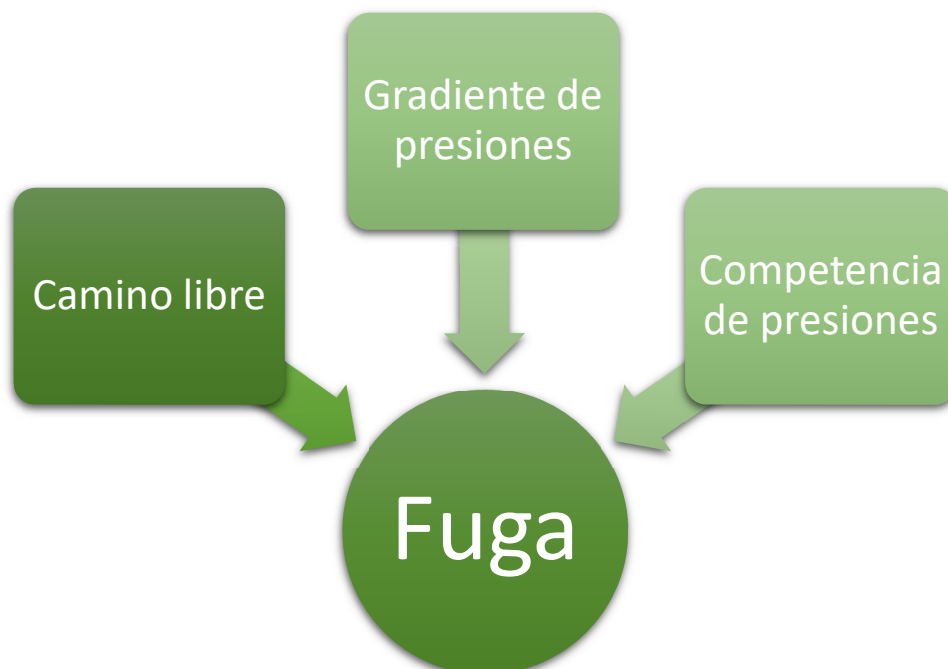 Gradiente de
presiones
Camino libre
Competencia
de presiones
Fuga